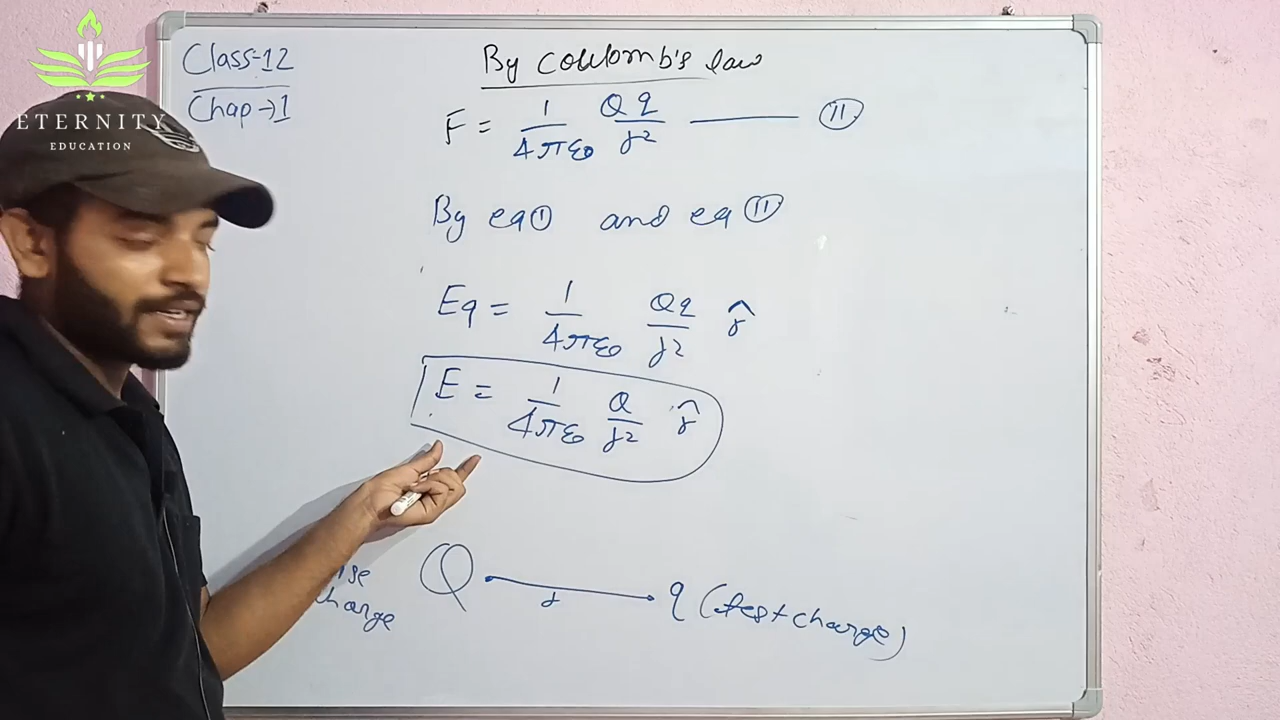 ETERNITY
EDUCATION
Class-12
Chap→1
By Coulomb's law
F = 1/4πε₀ Qq/r² ——— (II)
By eq (I) and eq (II)
Eq = 1/4πε₀ Qq/r² r̂
E = 1/4πε₀ Q/r² r̂
Q r q (test charge)
charge